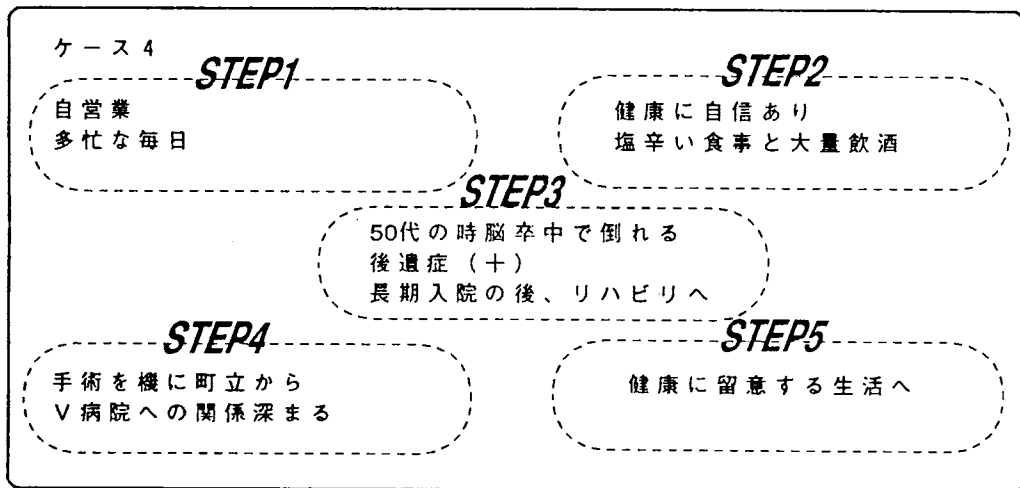 ケース4
STEP1
自営業
多忙な毎日
STEP2
健康に自信あり
塩辛い食事と大量飲酒
STEP3
50代の時脳卒中で倒れる
後遺症（＋）
長期入院の後、リハビリへ
STEP4
手術を機に町立から
V病院への関係深まる
STEP5
健康に留意する生活へ